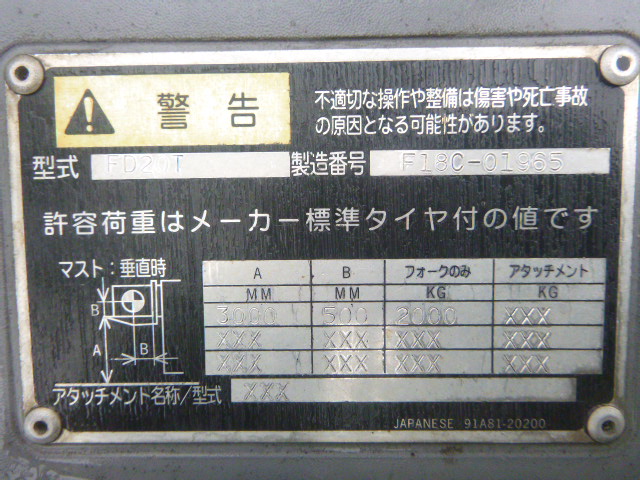 警告
不適切な操作や整備は傷害や死亡事故
の原因となる可能性があります。
型式 FD20T 製造番号 F18C-01965
許容荷重はメーカー標準タイヤ付の値です
マスト:垂直時
A B フォークのみ アタッチメント
MM MM KG KG
3000 500 2000 XXX
XXX XXX XXX XXX
XXX XXX XXX XXX
B
A
B
アタッチメント名称/型式 XXX
JAPANESE 91A81-20200